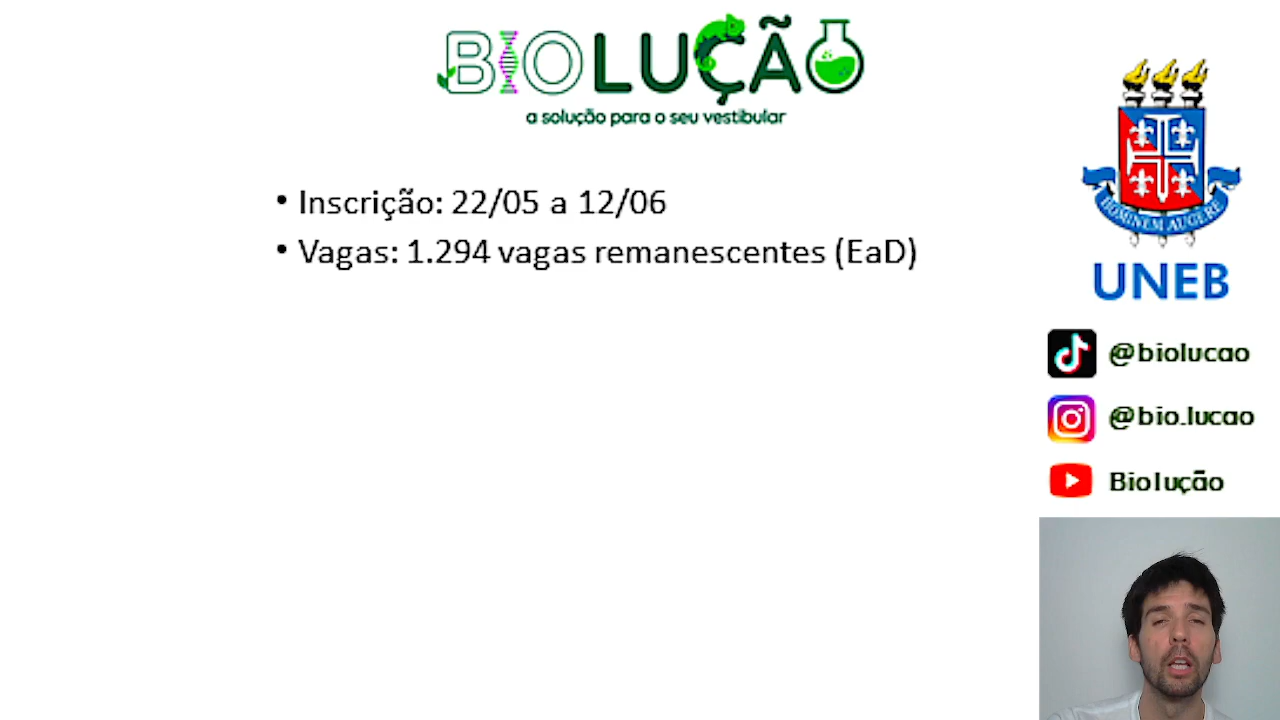 BIOLUÇÃO
a solução para o seu vestibular
• Inscrição: 22/05 a 12/06
• Vagas: 1.294 vagas remanescentes (EaD)
HOMINEM AUGERE
UNEB
@biolucao
@bio.lucao
Biolução